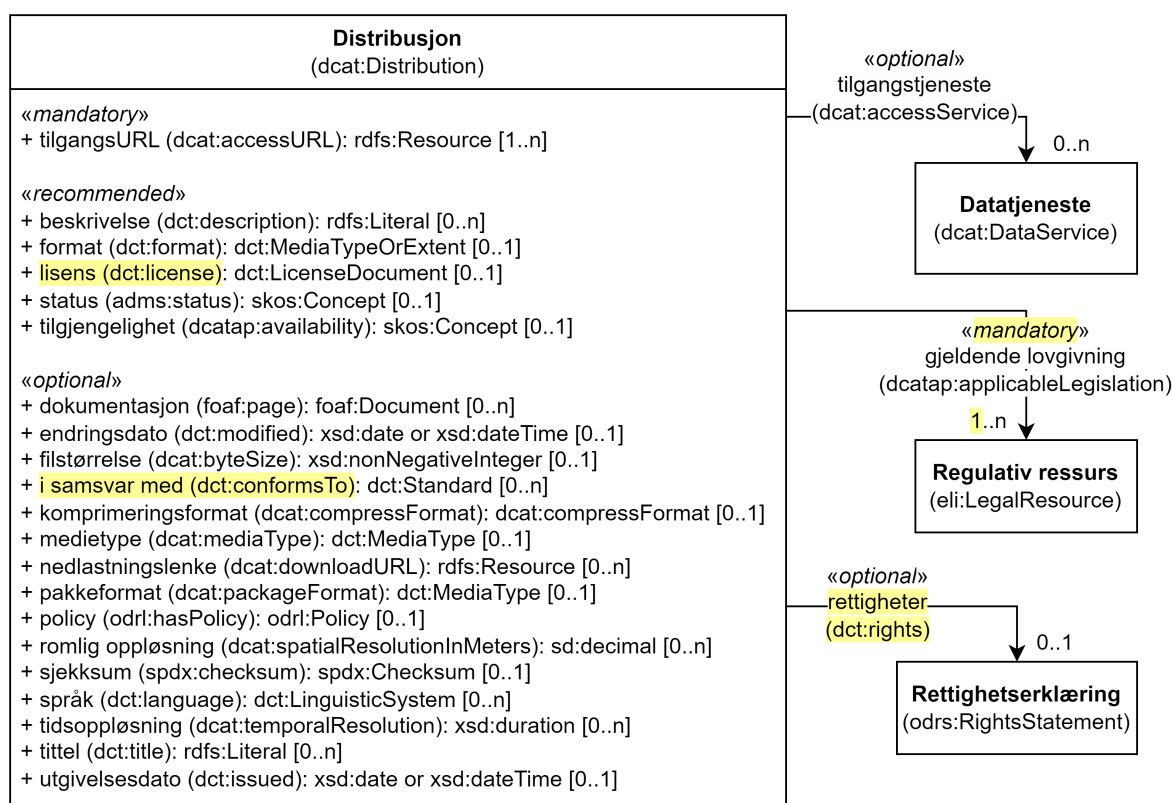 Distribusjon
(dcat:Distribution)
«mandatory»
+ tilgangsURL (dcat:accessURL): rdfs:Resource [1..n]
«recommended»
+ beskrivelse (dct:description): rdfs:Literal [0..n]
+ format (dct:format): dct:MediaTypeOrExtent [0..1]
+ lisens (dct:license): dct:LicenseDocument [0..1]
+ status (adms:status): skos:Concept [0..1]
+ tilgjengelighet (dcatap:availability): skos:Concept [0..1]
«optional»
+ dokumentasjon (foaf:page): foaf:Document [0..n]
+ endringsdato (dct:modified): xsd:date or xsd:dateTime [0..1]
+ filstørrelse (dcat:byteSize): xsd:nonNegativeInteger [0..1]
+ i samsvar med (dct:conformsTo): dct:Standard [0..n]
+ komprimeringsformat (dcat:compressFormat): dcat:compressFormat [0..1]
+ medietype (dcat:mediaType): dct:MediaType [0..1]
+ nedlastningslenke (dcat:downloadURL): rdfs:Resource [0..n]
+ pakkeformat (dcat:packageFormat): dct:MediaType [0..1]
+ policy (odrl:hasPolicy): odrl:Policy [0..1]
+ romlig oppløsning (dcat:spatialResolutionInMeters): sd:decimal [0..n]
+ sjekksum (spdx:checksum): spdx:Checksum [0..1]
+ språk (dct:language): dct:LinguisticSystem [0..n]
+ tidsoppløsning (dcat:temporalResolution): xsd:duration [0..n]
+ tittel (dct:title): rdfs:Literal [0..n]
+ utgivelsesdato (dct:issued): xsd:date or xsd:dateTime [0..1]
«optional»
tilgangstjeneste
(dcat:accessService)
0..n
Datatjeneste
(dcat:DataService)
«mandatory»
gjeldende lovgivning
(dcatap:applicableLegislation)
1..n
Regulativ ressurs
(eli:LegalResource)
«optional»
rettigheter
(dct:rights)
0..1
Rettighetserklæring
(odrs:RightsStatement)